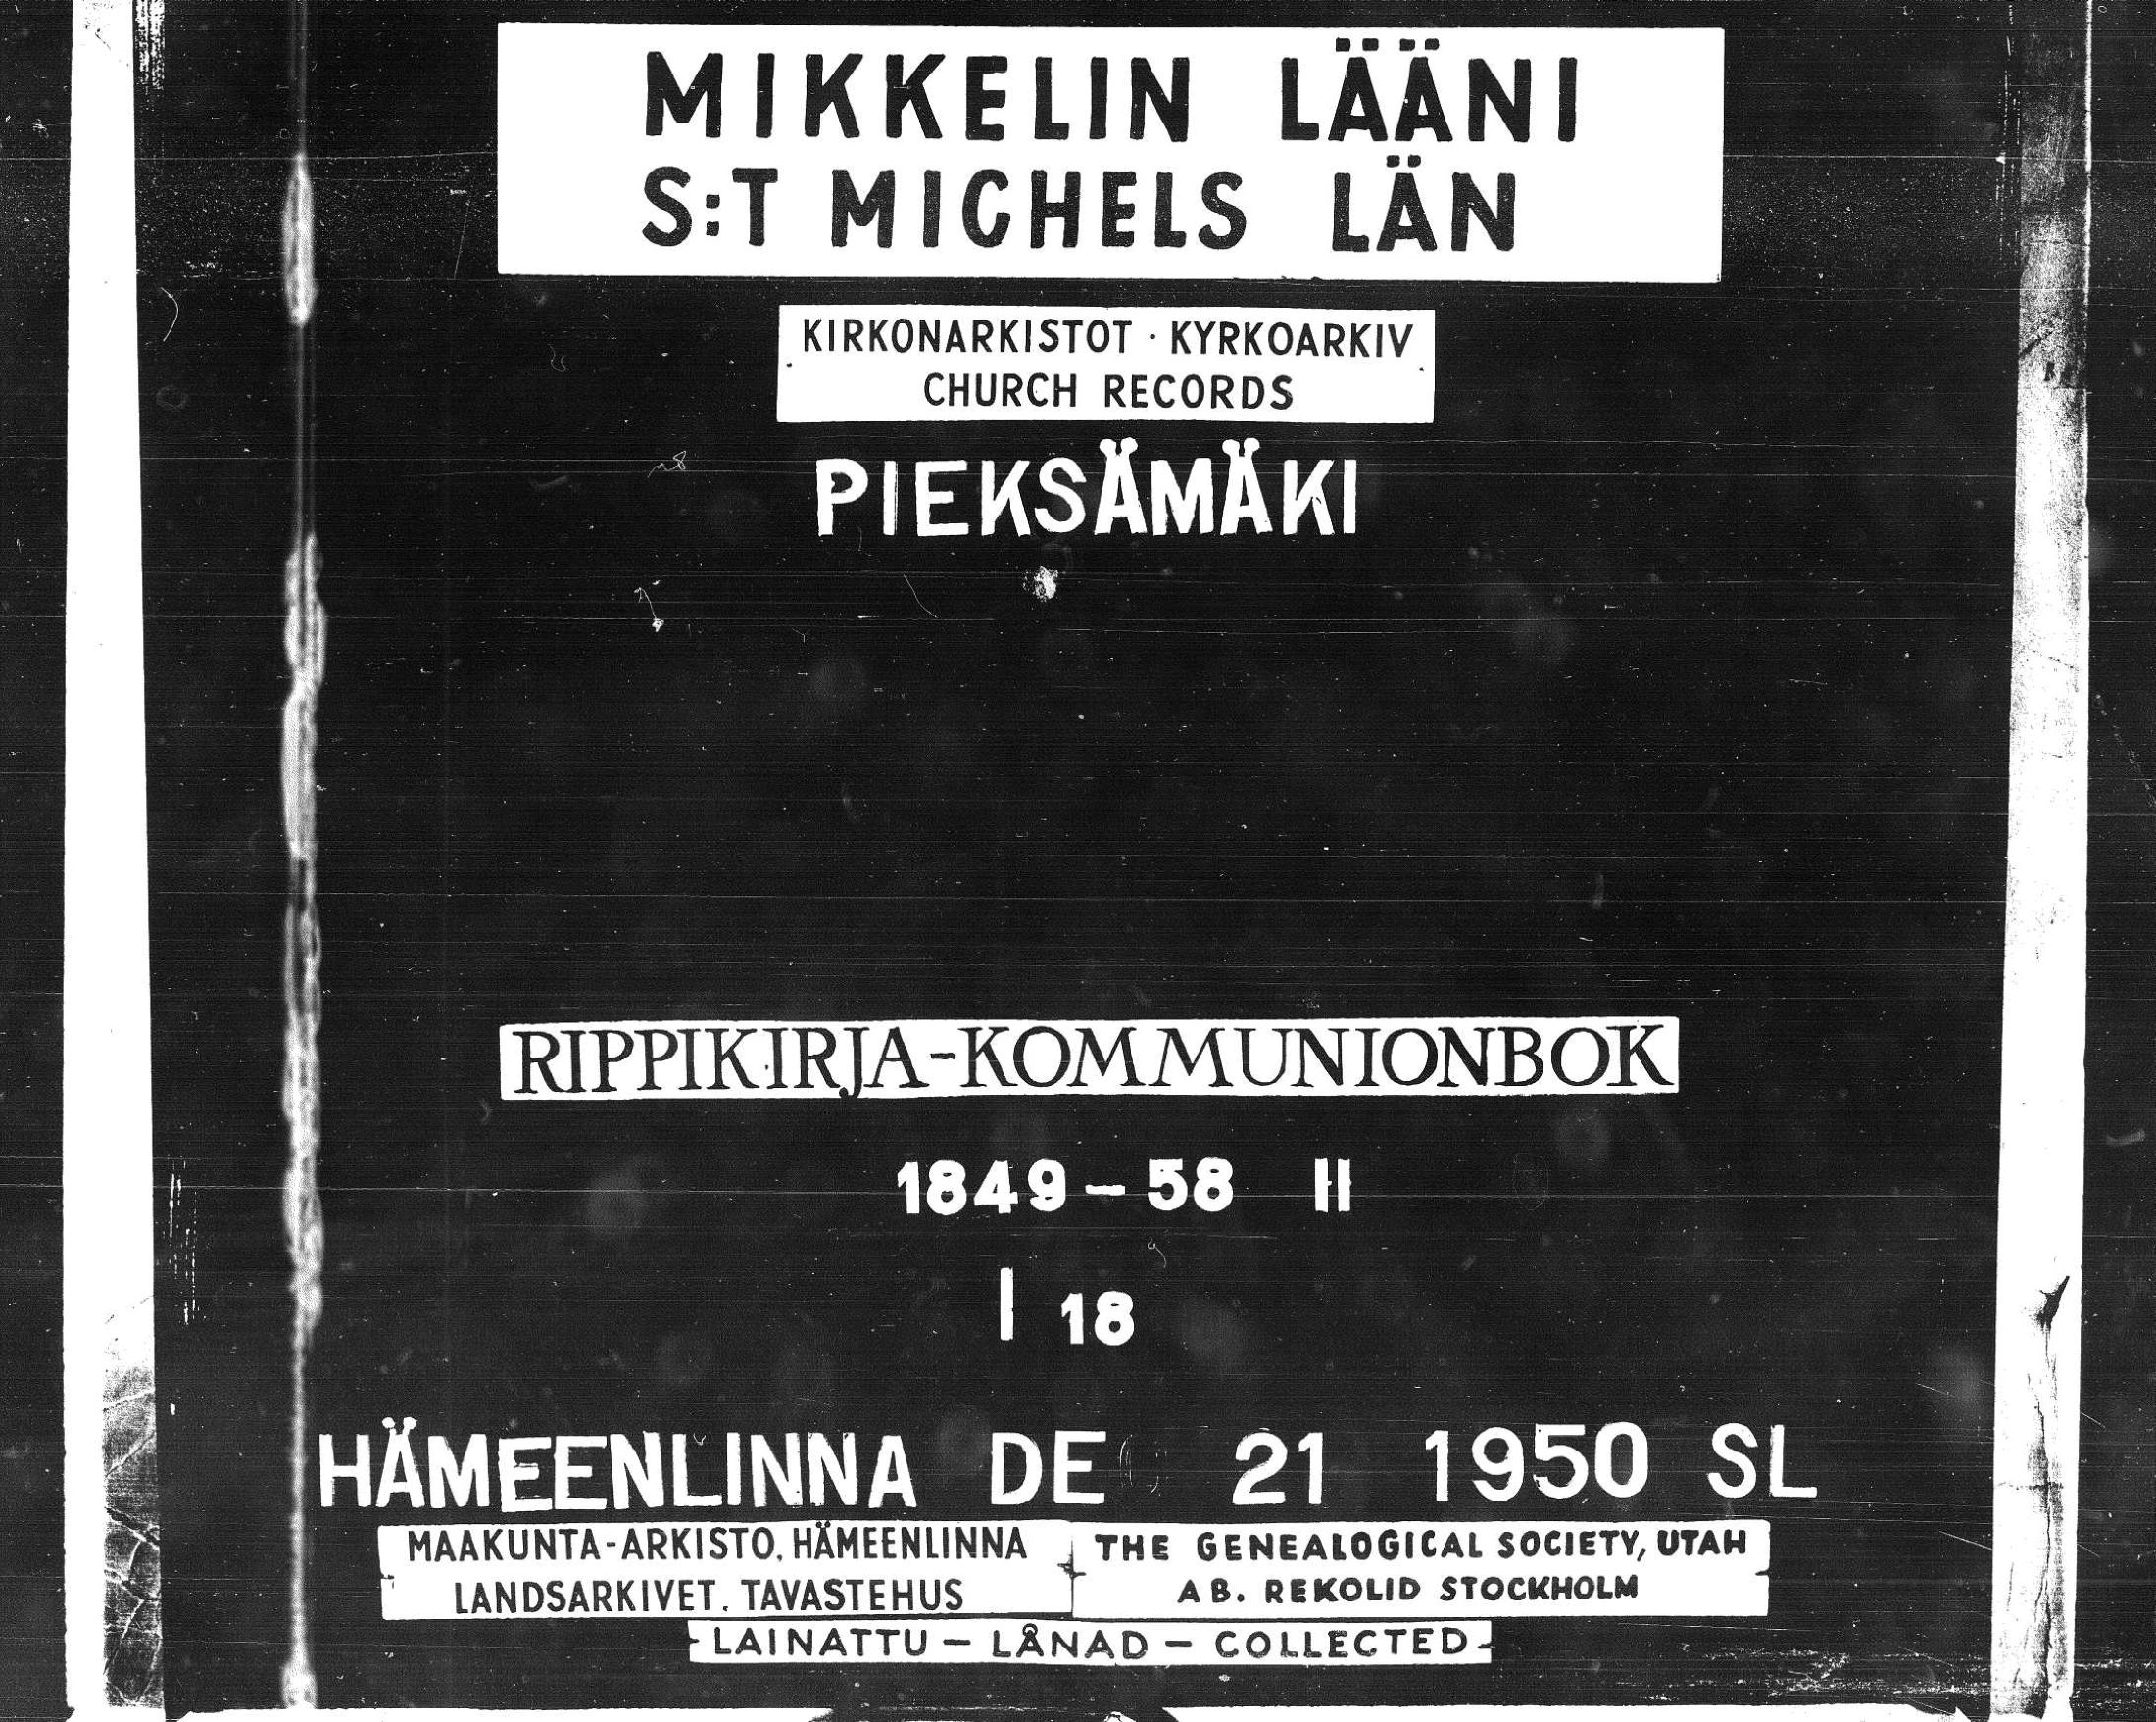 MIKKELIN LÄÄNI
S:T MICHELS LÄN
KIRKONARKISTOT · KYRKOARKIV
CHURCH RECORDS
PIEKSÄMÄKI
RIPPIKIRJA-KOMMUNIONBOK
1849-58 II
I 18
HÄMEENLINNA DE 21 1950 SL
MAAKUNTA-ARKISTO, HÄMEENLINNA
LANDSARKIVET, TAVASTEHUS
THE GENEALOGICAL SOCIETY, UTAH
AB. REKOLID STOCKHOLM
LAINATTU - LÅNAD - COLLECTED